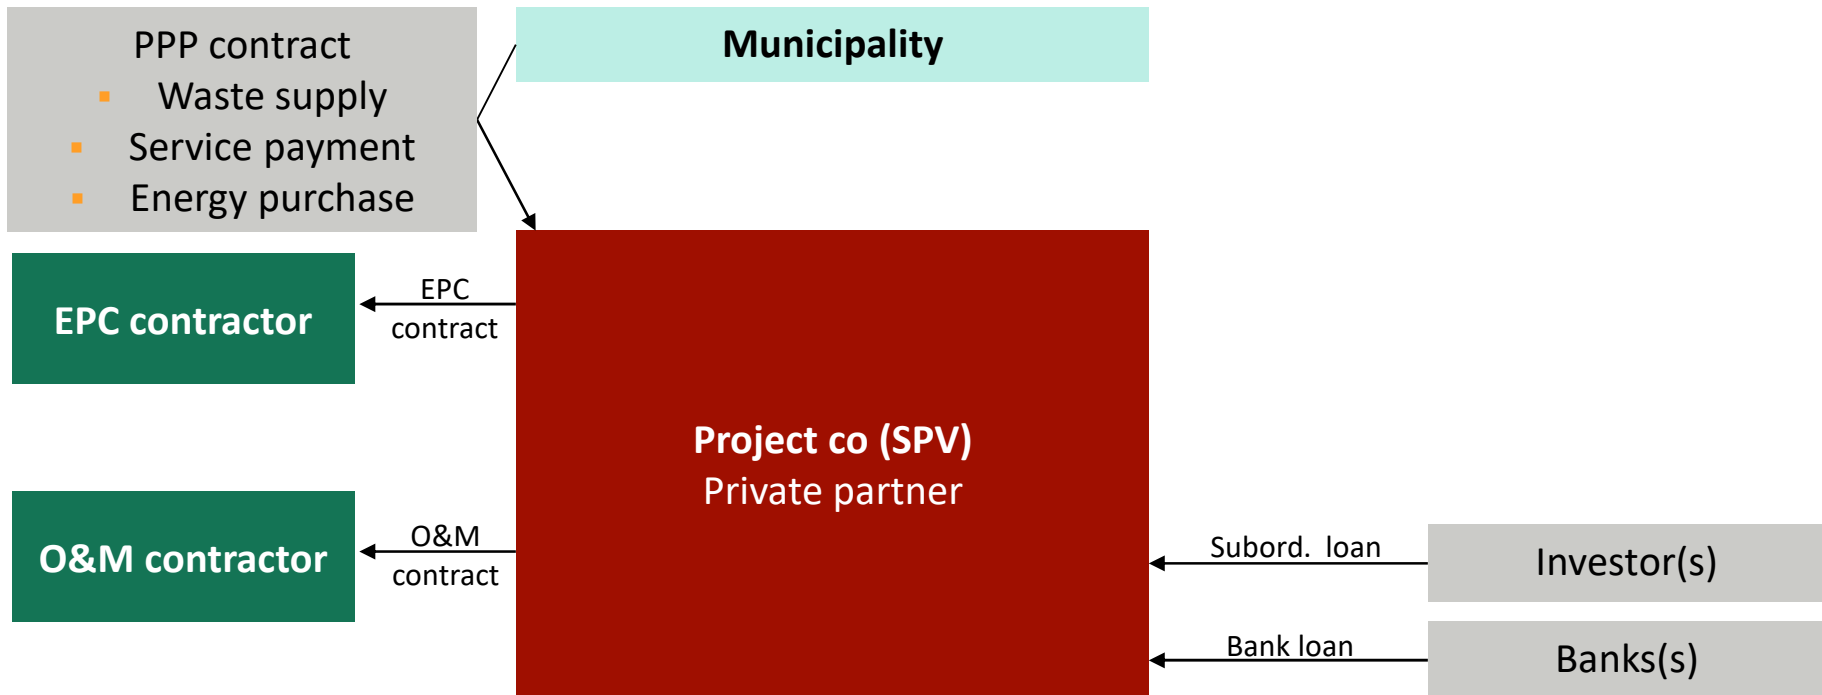 PPP contract
▪ Waste supply
▪ Service payment
▪ Energy purchase
Municipality
EPC contractor
EPC
contract
Project co (SPV)
Private partner
O&M contractor
O&M
contract
Subord. loan
Investor(s)
Bank loan
Banks(s)